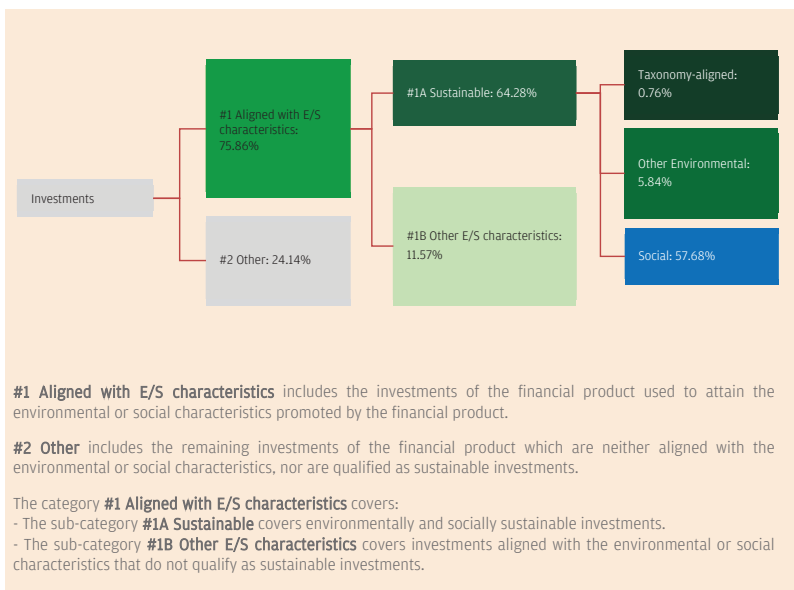 Investments
#1 Aligned with E/S
characteristics:
75.86%
#2 Other: 24.14%
#1A Sustainable: 64.28%
#1B Other E/S characteristics:
11.57%
Taxonomy-aligned:
0.76%
Other Environmental:
5.84%
Social: 57.68%
#1 Aligned with E/S characteristics includes the investments of the financial product used to attain the
environmental or social characteristics promoted by the financial product.
#2 Other includes the remaining investments of the financial product which are neither aligned with the
environmental or social characteristics, nor are qualified as sustainable investments.
The category #1 Aligned with E/S characteristics covers:
- The sub-category #1A Sustainable covers environmentally and socially sustainable investments.
- The sub-category #1B Other E/S characteristics covers investments aligned with the environmental or social
characteristics that do not qualify as sustainable investments.